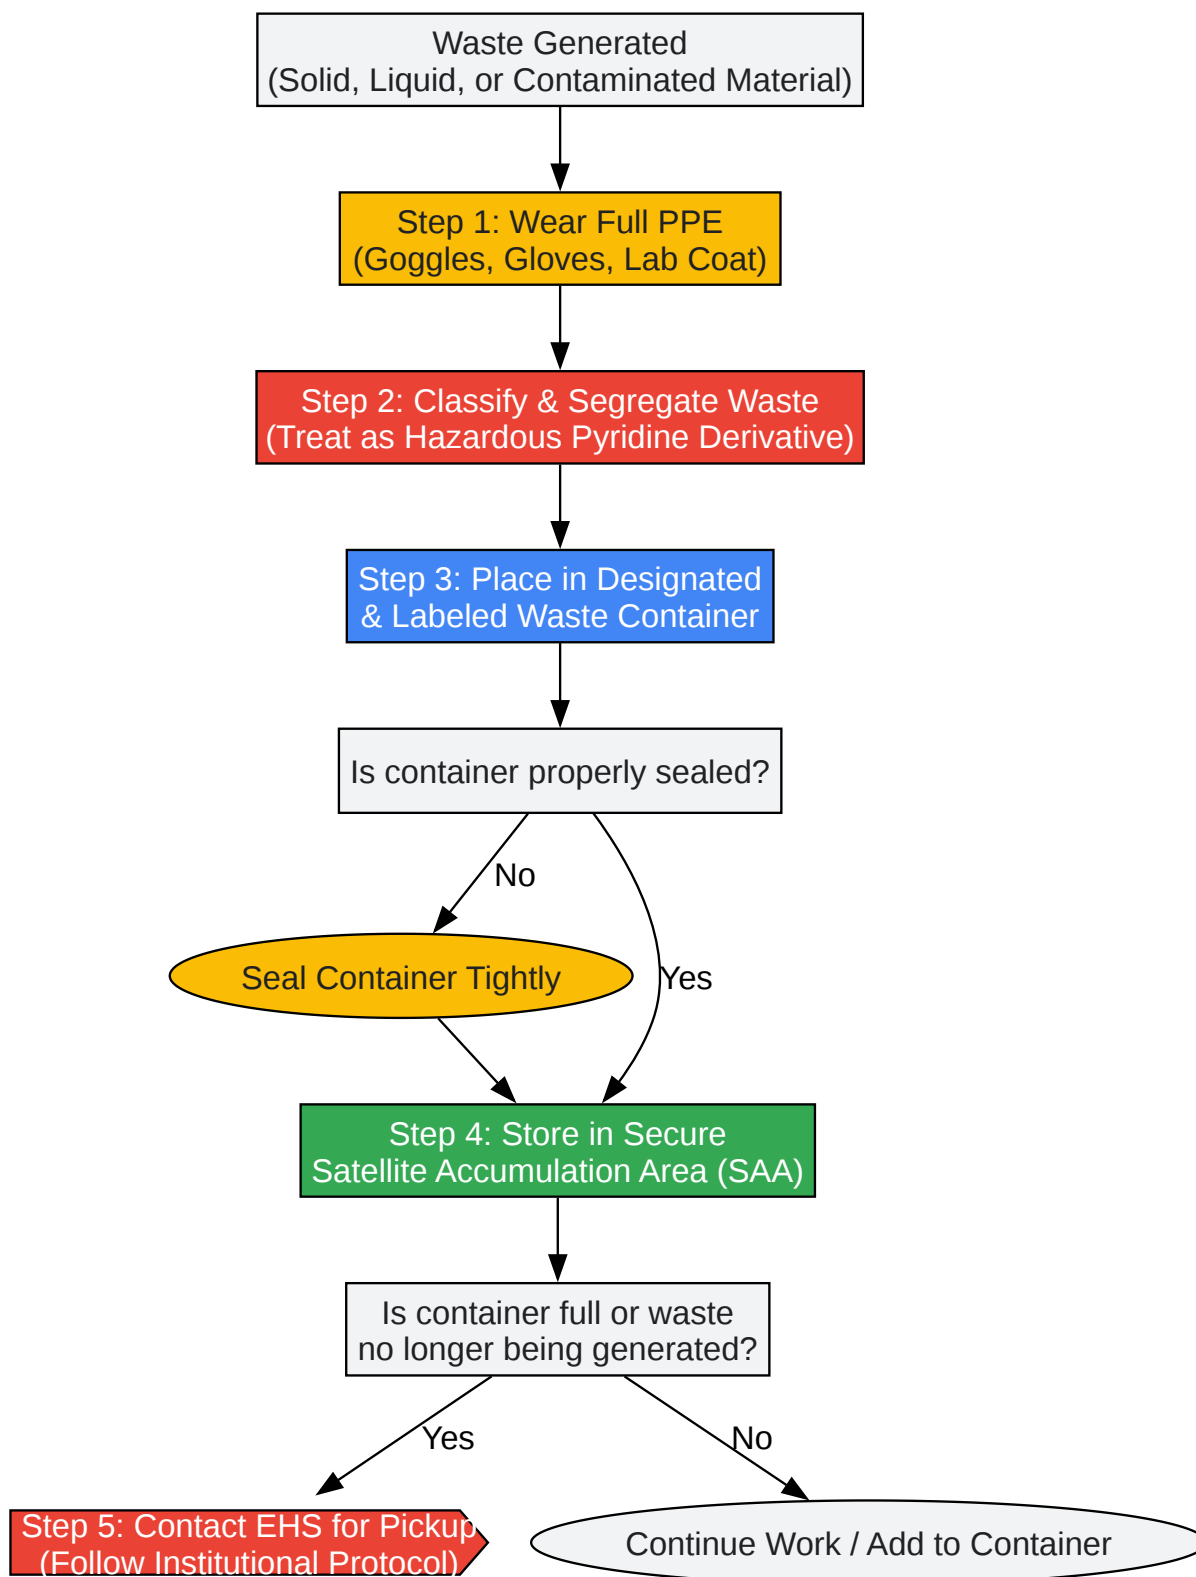 Waste Generated
(Solid, Liquid, or Contaminated Material)
Step 1: Wear Full PPE
(Goggles, Gloves, Lab Coat)
Step 2: Classify & Segregate Waste
(Treat as Hazardous Pyridine Derivative)
Step 3: Place in Designated
& Labeled Waste Container
Is container properly sealed?
No
Seal Container Tightly
Yes
Step 4: Store in Secure
Satellite Accumulation Area (SAA)
Is container full or waste
no longer being generated?
Yes
No
Step 5: Contact EHS for Pickup
(Follow Institutional Protocol)
Continue Work / Add to Container